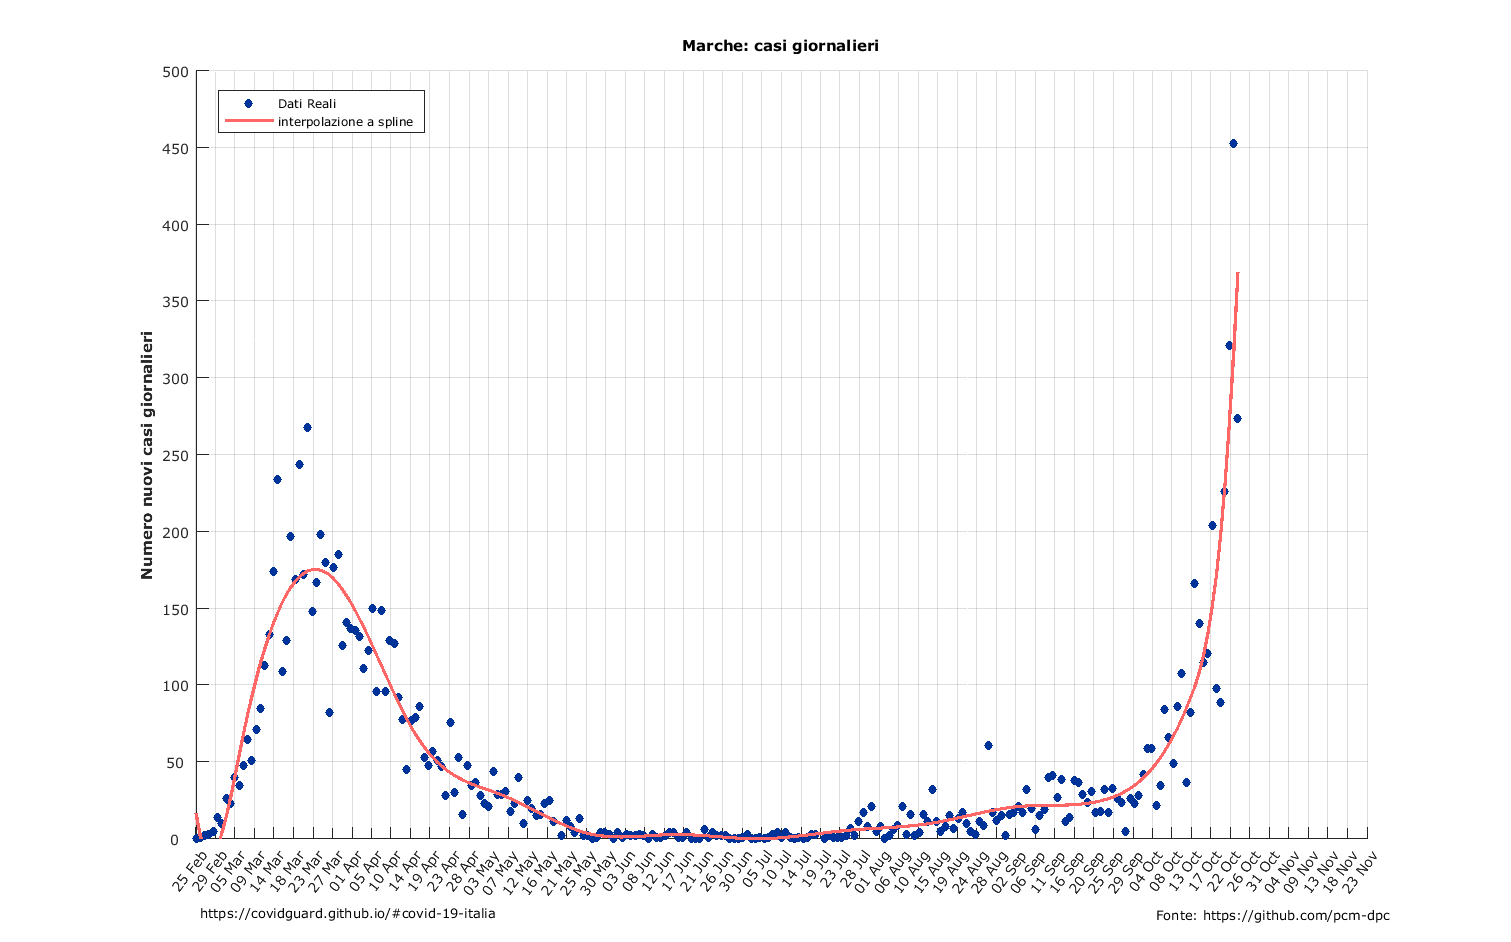 Marche: casi giornalieri
Dati Reali
interpolazione a spline
Numero nuovi casi giornalieri
500
450
400
350
300
250
200
150
100
50
0
25 Feb
29 Feb
05 Mar
09 Mar
14 Mar
18 Mar
23 Mar
27 Mar
01 Apr
05 Apr
10 Apr
14 Apr
19 Apr
23 Apr
28 Apr
03 May
07 May
12 May
16 May
21 May
25 May
30 May
03 Jun
08 Jun
12 Jun
17 Jun
21 Jun
26 Jun
30 Jun
05 Jul
10 Jul
14 Jul
19 Jul
23 Jul
28 Jul
01 Aug
06 Aug
10 Aug
15 Aug
19 Aug
24 Aug
28 Aug
02 Sep
06 Sep
11 Sep
16 Sep
20 Sep
25 Sep
29 Sep
04 Oct
08 Oct
13 Oct
17 Oct
22 Oct
26 Oct
31 Oct
04 Nov
09 Nov
13 Nov
18 Nov
23 Nov
https://covidguard.github.io/#covid-19-italia
Fonte: https://github.com/pcm-dpc